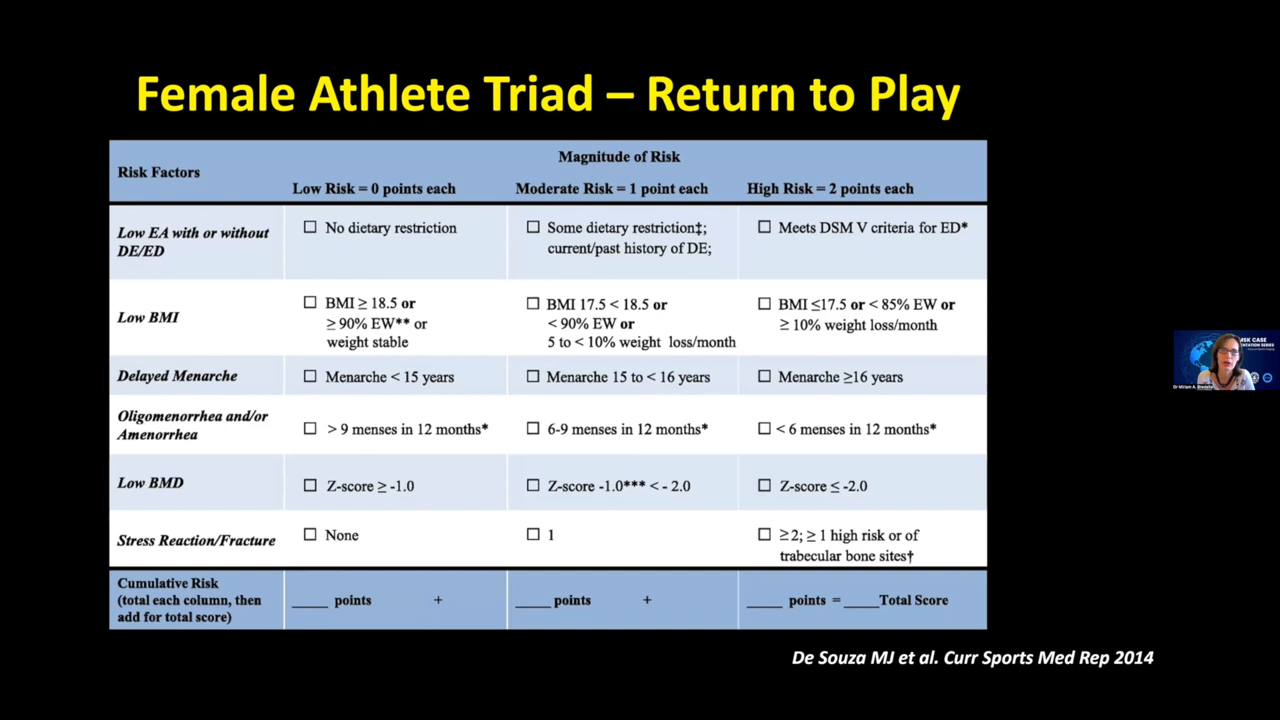 Female Athlete Triad – Return to Play
Risk Factors
Magnitude of Risk
Low Risk = 0 points each
Moderate Risk = 1 point each
High Risk = 2 points each
Low EA with or without
DE/ED
☐ No dietary restriction
☐ Some dietary restriction‡;
current/past history of DE;
☐ Meets DSM V criteria for ED*
Low BMI
☐ BMI ≥ 18.5 or
≥ 90% EW** or
weight stable
☐ BMI 17.5 < 18.5 or
< 90% EW or
5 to < 10% weight loss/month
☐ BMI ≤17.5 or < 85% EW or
≥ 10% weight loss/month
Delayed Menarche
☐ Menarche < 15 years
☐ Menarche 15 to < 16 years
☐ Menarche ≥16 years
Oligomenorrhea and/or
Amenorrhea
☐ > 9 menses in 12 months*
☐ 6-9 menses in 12 months*
☐ < 6 menses in 12 months*
Low BMD
☐ Z-score ≥ -1.0
☐ Z-score -1.0*** < - 2.0
☐ Z-score ≤ -2.0
Stress Reaction/Fracture
☐ None
☐ 1
☐ ≥2; ≥ 1 high risk or of
trabecular bone sites†
Cumulative Risk
(total each column, then
add for total score)
_____ points +
_____ points +
_____ points = _____Total Score
De Souza MJ et al. Curr Sports Med Rep 2014
MSK CASE
Dr Miriam A.